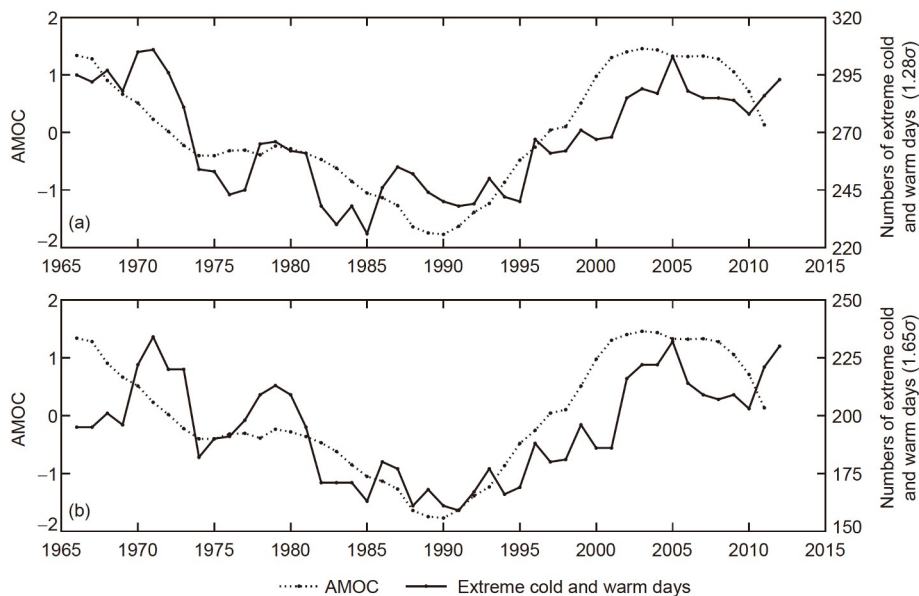 2
1
0
−1
−2
AMOC
(a)
320
295
270
245
220
Numbers of extreme cold
and warm days (1.28σ)
1965 1970 1975 1980 1985 1990 1995 2000 2005 2010 2015
2
1
0
−1
−2
AMOC
(b)
250
225
200
175
150
Numbers of extreme cold
and warm days (1.65σ)
1965 1970 1975 1980 1985 1990 1995 2000 2005 2010 2015
AMOC Extreme cold and warm days